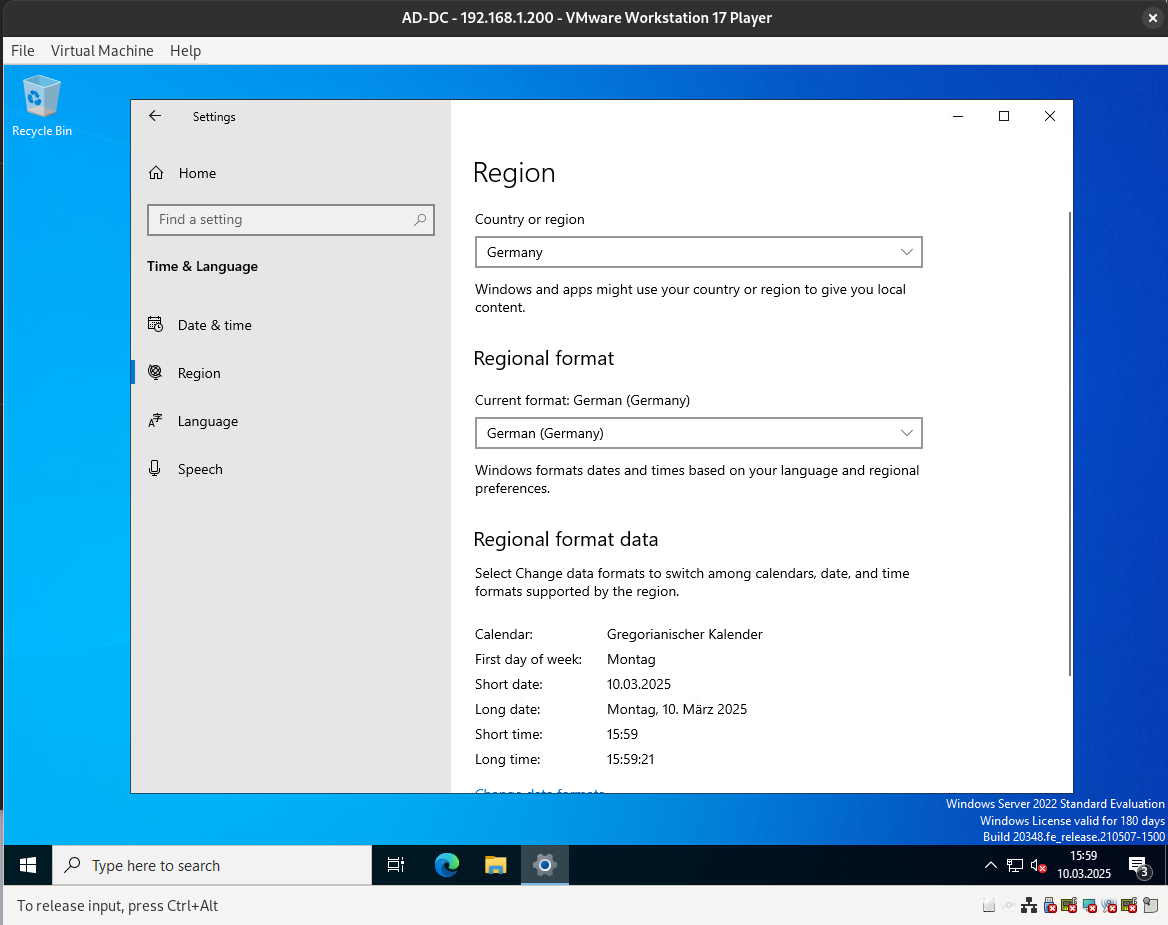 AD-DC - 192.168.1.200 - VMware Workstation 17 Player
File Virtual Machine Help
Recycle Bin
Settings
Home
Find a setting
Time & Language
Date & time
Region
Language
Speech
Region
Country or region
Germany
Windows and apps might use your country or region to give you local
content.
Regional format
Current format: German (Germany)
German (Germany)
Windows formats dates and times based on your language and regional
preferences.
Regional format data
Select Change data formats to switch among calendars, date, and time
formats supported by the region.
Calendar: Gregorianischer Kalender
First day of week: Montag
Short date: 10.03.2025
Long date: Montag, 10. März 2025
Short time: 15:59
Long time: 15:59:21
Change data formats
Windows Server 2022 Standard Evaluation
Windows License valid for 180 days
Build 20348.fe_release.210507-1500
Type here to search
15:59
10.03.2025
3
To release input, press Ctrl+Alt